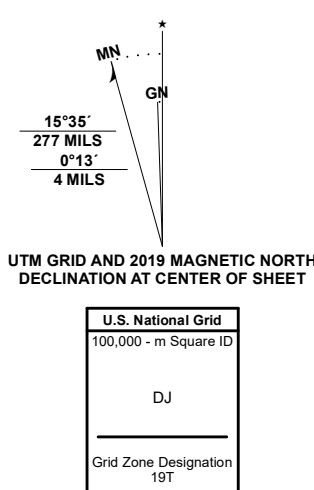 ★
MN
GN
15°35´
277 MILS
0°13´
4 MILS
UTM GRID AND 2019 MAGNETIC NORTH
DECLINATION AT CENTER OF SHEET
U.S. National Grid
100,000 - m Square ID
DJ
Grid Zone Designation
19T